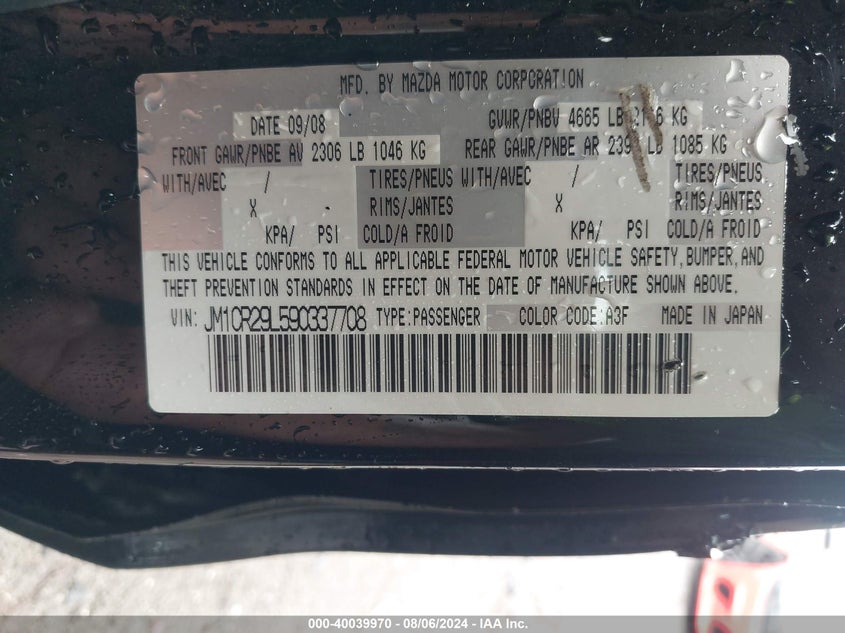 MFD. BY MAZDA MOTOR CORPORATION
DATE 09/08 GVWR/PNBV 4665 LB KG
FRONT GAWR/PNBE AV 2306 LB 1046 KG REAR GAWR/PNBE AR LB 1085 KG
WITH/AVEC / TIRES/PNEUS WITH/AVEC / TIRES/PNEUS
X - RIMS/JANTES X RIMS/JANTES
KPA/ PSI COLD/A FROID KPA/ PSI COLD/A FROID
THIS VEHICLE CONFORMS TO ALL APPLICABLE FEDERAL MOTOR VEHICLE SAFETY, BUMPER, AND
THEFT PREVENTION STANDARDS IN EFFECT ON THE DATE OF MANUFACTURE SHOWN ABOVE.
VIN: JM1CR29L590337708 TYPE:PASSENGER COLOR CODE:A3F MADE IN JAPAN
000-40039970 - 08/06/2024 - IAA Inc.